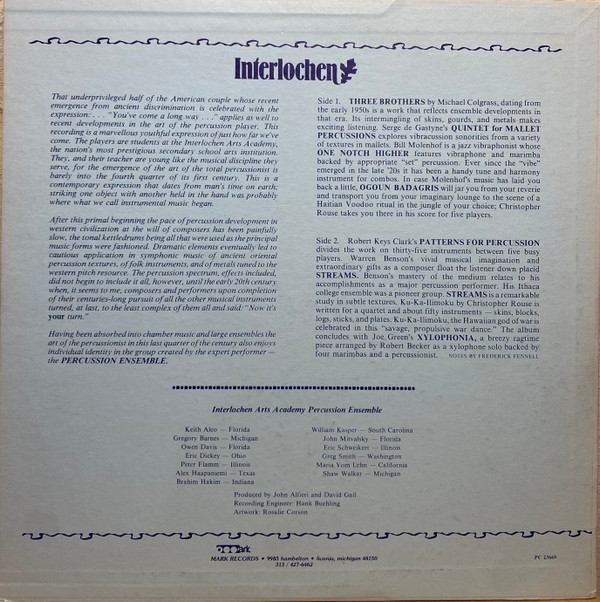 Interlochen
That underprivileged half of the American couple whose recent
emergence from ancient discrimination is celebrated with the
expression: . . . "You've come a long way . . ." applies as well to
recent developments in the art of the percussion player. This
recording is a marvellous youthful expression of just how far we've
come. The players are students at the Interlochen Arts Academy,
the nation's most prestigious secondary school arts institution.
They, and their teacher are young like the musical discipline they
serve, for the emergence of the art of the total percussionist is
barely into the fourth quarter of its first century. This is a
contemporary expression that dates from man's time on earth;
striking one object with another held in the hand was probably
where what we call instrumental music began.
After this primal beginning the pace of percussion development in
western civilization at the will of composers has been painfully
slow, the tonal kettledrums being all that were used as the principal
music forms were fashioned. Dramatic elements eventually led to
cautious application in symphonic music of ancient oriental
percussion textures, of folk instruments, and of metals tuned to the
western pitch resource. The percussion spectrum, effects included,
did not begin to include it all, however, until the early 20th century
when, it seems to me, composers and performers upon completion
of their centuries-long pursuit of all the other musical instruments
turned, at last, to the least complex of them all and said: "Now it's
your turn."
Having been absorbed into chamber music and large ensembles the
art of the percussionist in this last quarter of the century also enjoys
individual identity in the group created by the expert performer —
the PERCUSSION ENSEMBLE.
Side 1. THREE BROTHERS by Michael Colgrass, dating from
the early 1950s is a work that reflects ensemble developments in
that era. Its intermingling of skins, gourds, and metals makes
exciting listening. Serge de Gastyne's QUINTET for MALLET
PERCUSSIONS explores vibracussion sonorities from a variety
of textures in mallets. Bill Molenhof is a jazz vibraphonist whose
ONE NOTCH HIGHER features vibraphone and marimba
backed by appropriate "set" percussion. Ever since the "vibe"
emerged in the late '20s it has been a handy tune and harmony
instrument for combos. In case Molenhof's music has laid you
back a little, OGOUN BADAGRIS will jar you from your reverie
and transport you from your imaginary lounge to the scene of a
Haitian Voodoo ritual in the jungle of your choice; Christopher
Rouse takes you there in his score for five players.
Side 2. Robert Keys Clark's PATTERNS FOR PERCUSSION
divides the work on thirty-five instruments between five busy
players. Warren Benson's vivid musical imagination and
extraordinary gifts as a composer float the listener down placid
STREAMS. Benson's mastery of the medium relates to his
accomplishments as a major percussion performer. His Ithaca
college ensemble was a pioneer group. STREAMS is a remarkable
study in subtle textures. Ku-Ka-Ilimoku by Christopher Rouse is
written for a quartet and about fifty instruments — skins, blocks,
logs, sticks, and plates. Ku-Ka-Ilimoku, the Hawaiian god of war is
celebrated in this "savage, propulsive war dance." The album
concludes with Joe Green's XYLOPHONIA, a breezy ragtime
piece arranged by Robert Becker as a xylophone solo backed by
four marimbas and a percussionist. NOTES BY FREDERICK FENNELL
Interlochen Arts Academy Percussion Ensemble
Keith Aleo — Florida
Gregory Barnes — Michigan
Owen Davis — Florida
Eric Dickey — Ohio
Peter Flamm — Illinois
Alex Haapaniemi — Texas
Brahim Hakim — Indiana
William Kasper — South Carolina
John Mitvalsky — Florida
Eric Schweikert — Illinois
Greg Smith — Washington
Maria Vom Lehn — California
Shaw Walker — Michigan
Produced by John Alfieri and David Gail
Recording Engineer: Hank Buehling
Artwork: Rosalie Corson
Mark
MARK RECORDS • 9985 hambelton • livonia, michigan 48150
313 / 427-6462